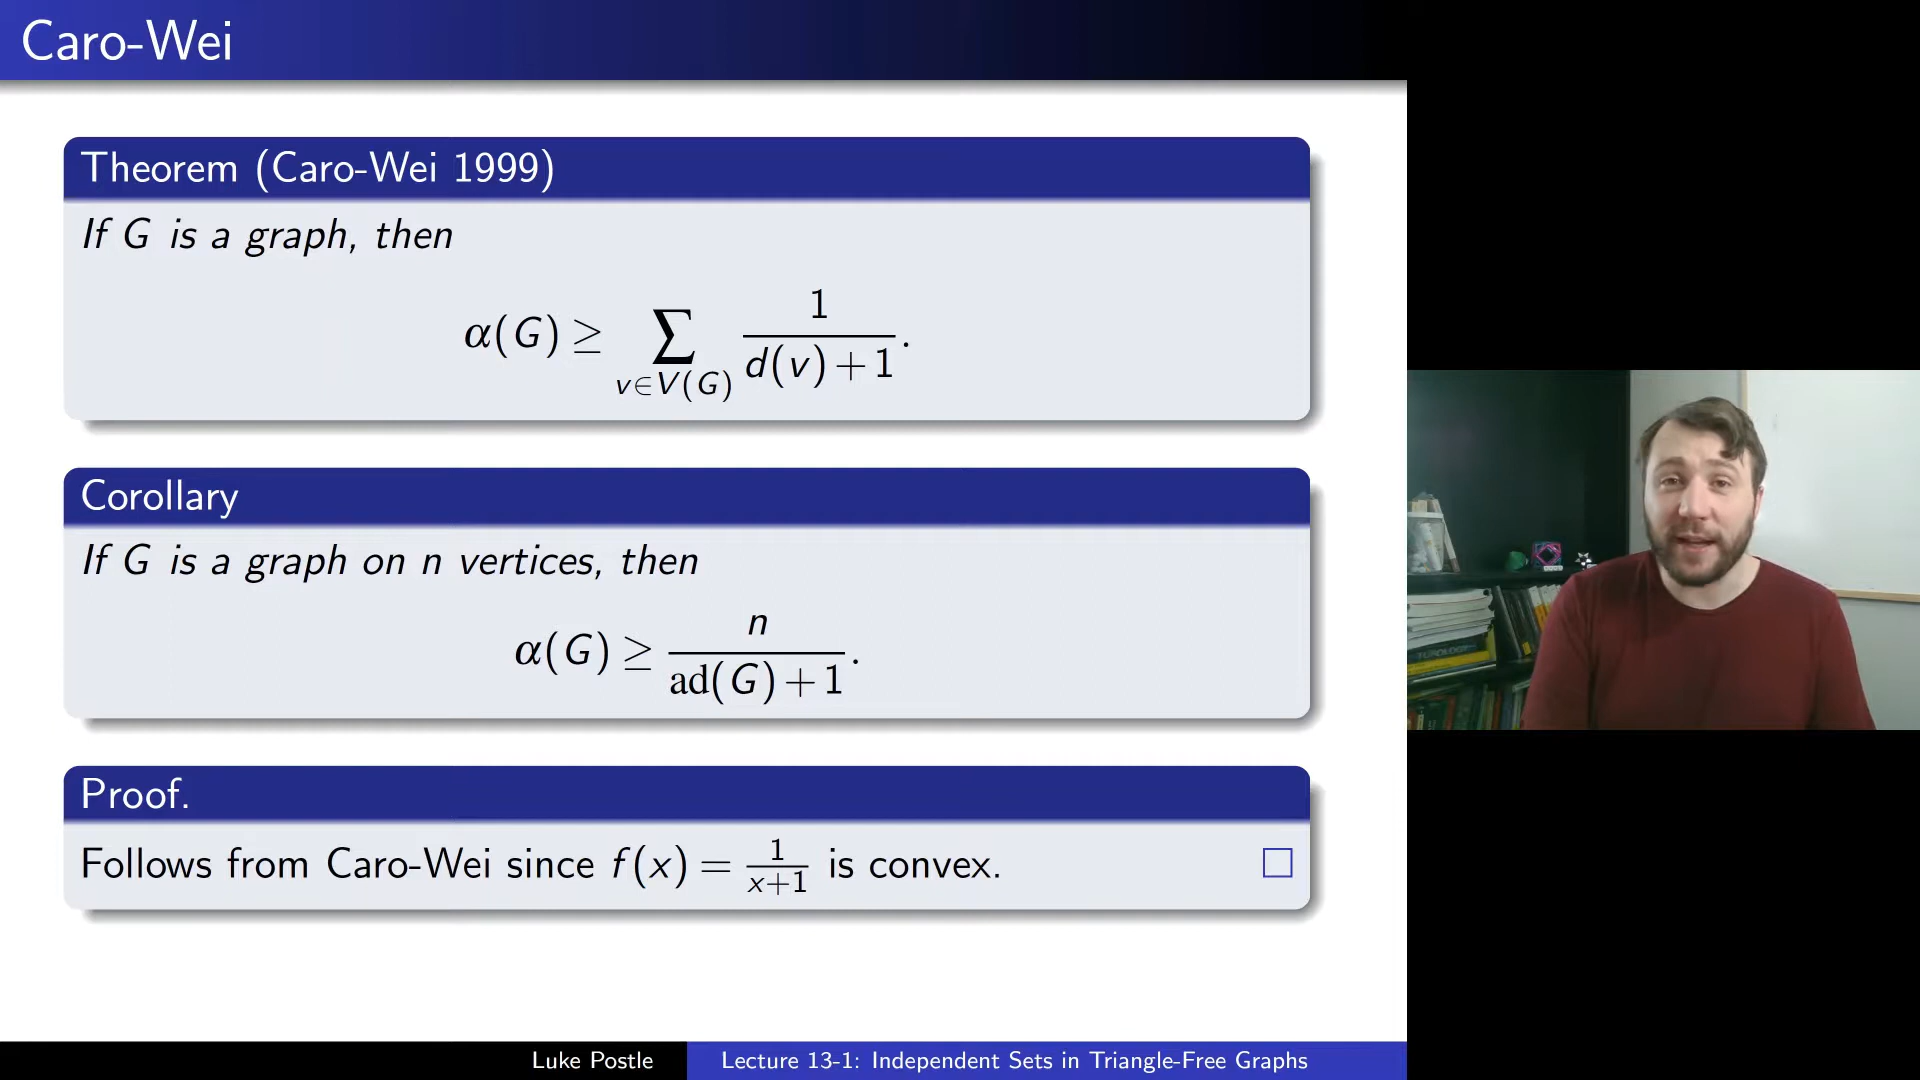 Caro-Wei
Theorem (Caro-Wei 1999)
If G is a graph, then
α(G) ≥ ∑_{v∈V(G)} 1/(d(v)+1).
Corollary
If G is a graph on n vertices, then
α(G) ≥ n/(ad(G)+1).
Proof.
Follows from Caro-Wei since f(x) = 1/(x+1) is convex. □
Luke Postle
Lecture 13-1: Independent Sets in Triangle-Free Graphs